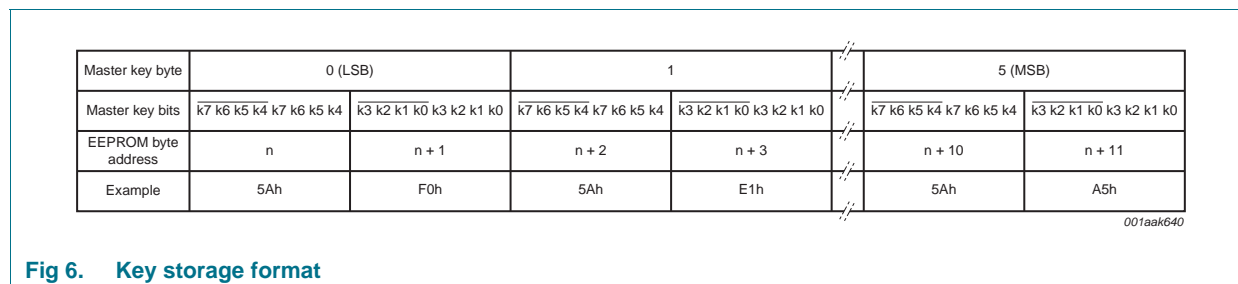 Master key byte 0 (LSB) 1 5 (MSB)
Master key bits k7 k6 k5 k4 k7 k6 k5 k4 k3 k2 k1 k0 k3 k2 k1 k0 k7 k6 k5 k4 k7 k6 k5 k4 k3 k2 k1 k0 k3 k2 k1 k0 k7 k6 k5 k4 k7 k6 k5 k4 k3 k2 k1 k0 k3 k2 k1 k0
EEPROM byte
address n n + 1 n + 2 n + 3 n + 10 n + 11
Example 5Ah F0h 5Ah E1h 5Ah A5h
001aak640
Fig 6. Key storage format